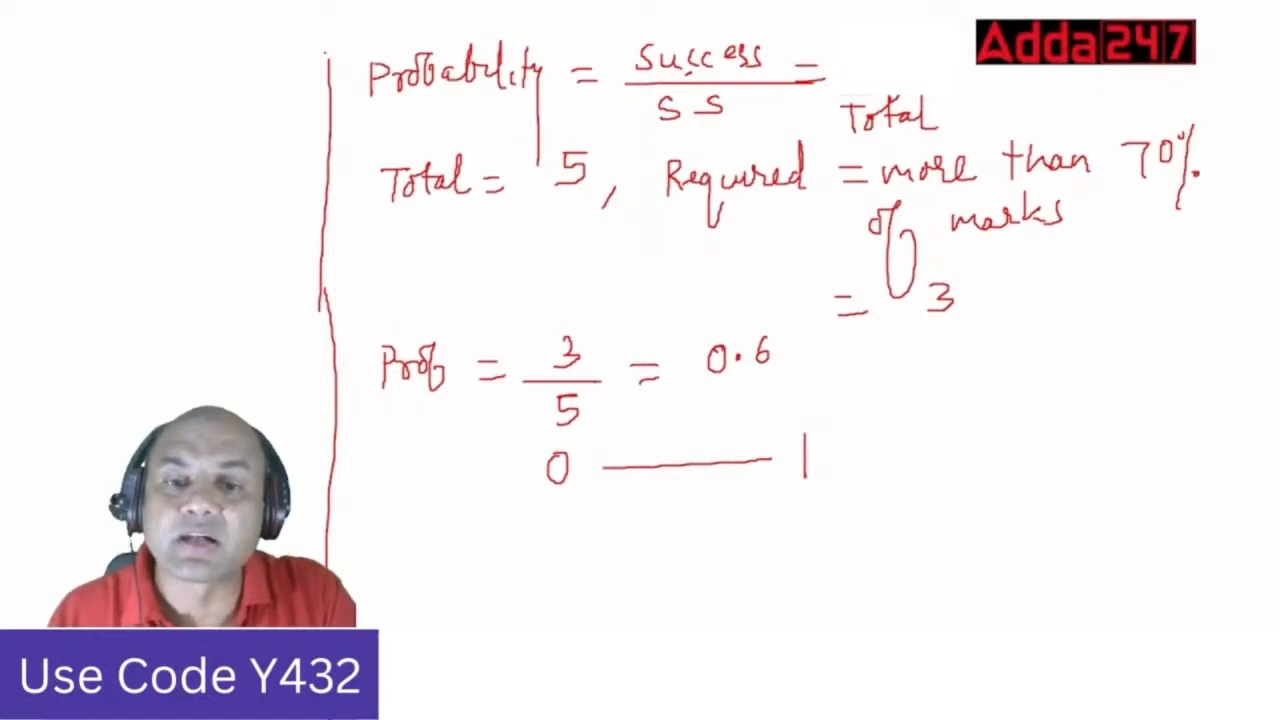 Adda247
Probability = Success =
SS
Total
Total = 5, Required = more than 70%
of marks
= 3
Prob = 3 = 0.6
5
0 1
Use Code Y432